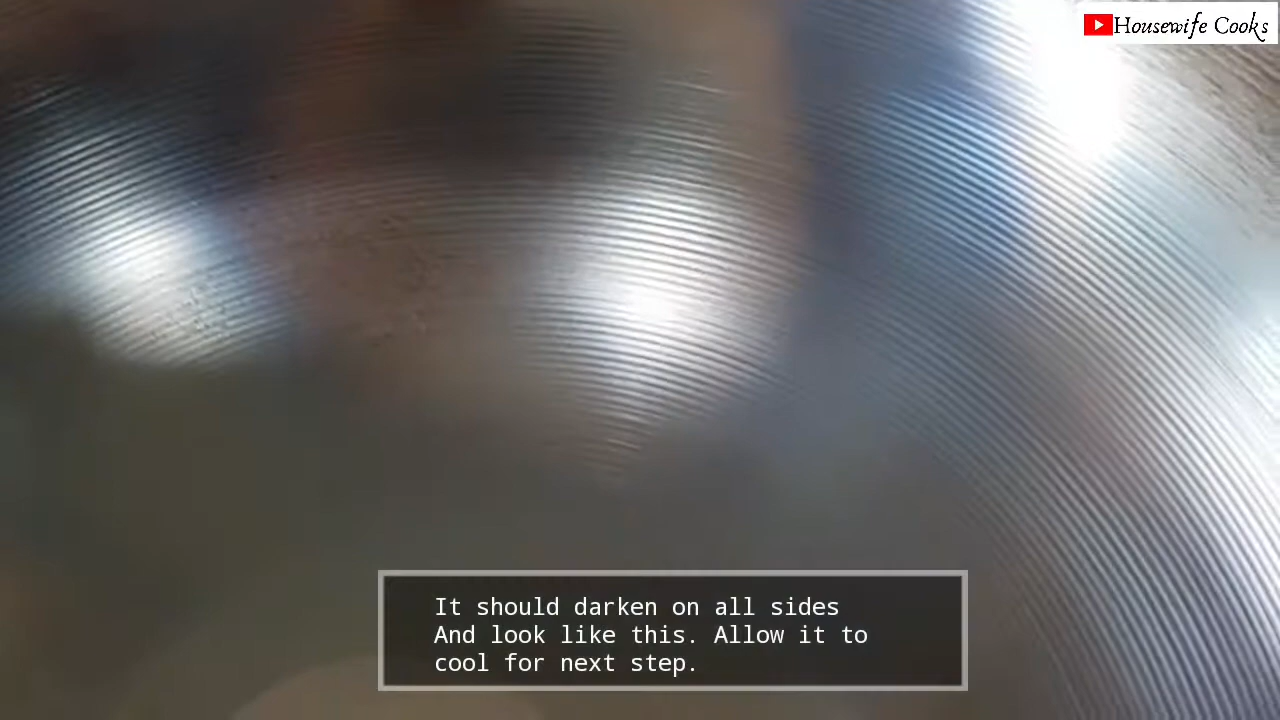 Housewife Cooks
It should darken on all sides
And look like this. Allow it to
cool for next step.